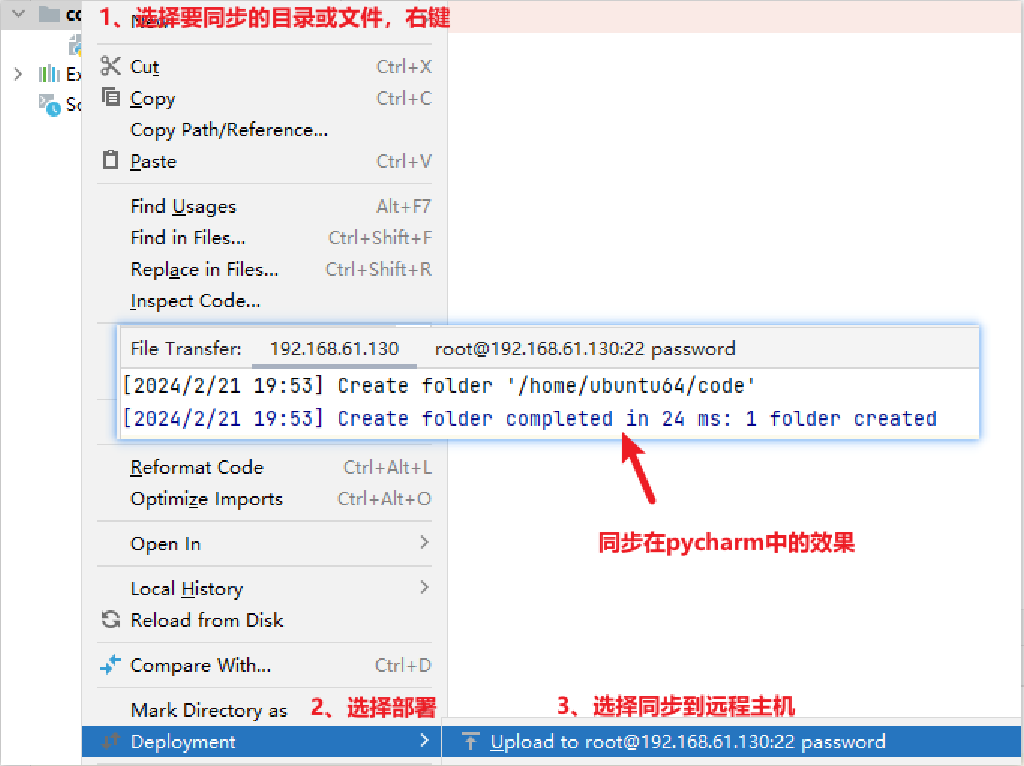 1、选择要同步的目录或文件，右键
Cut Ctrl+X
Copy Ctrl+C
Copy Path/Reference...
Paste Ctrl+V
Find Usages Alt+F7
Find in Files... Ctrl+Shift+F
Replace in Files... Ctrl+Shift+R
Inspect Code...
File Transfer: 192.168.61.130 root@192.168.61.130:22 password
[2024/2/21 19:53] Create folder '/home/ubuntu64/code'
[2024/2/21 19:53] Create folder completed in 24 ms: 1 folder created
Reformat Code Ctrl+Alt+L
Optimize Imports Ctrl+Alt+O
同步在pycharm中的效果
Open In
Local History
Reload from Disk
Compare With... Ctrl+D
Mark Directory as
2、选择部署
3、选择同步到远程主机
Deployment
Upload to root@192.168.61.130:22 password